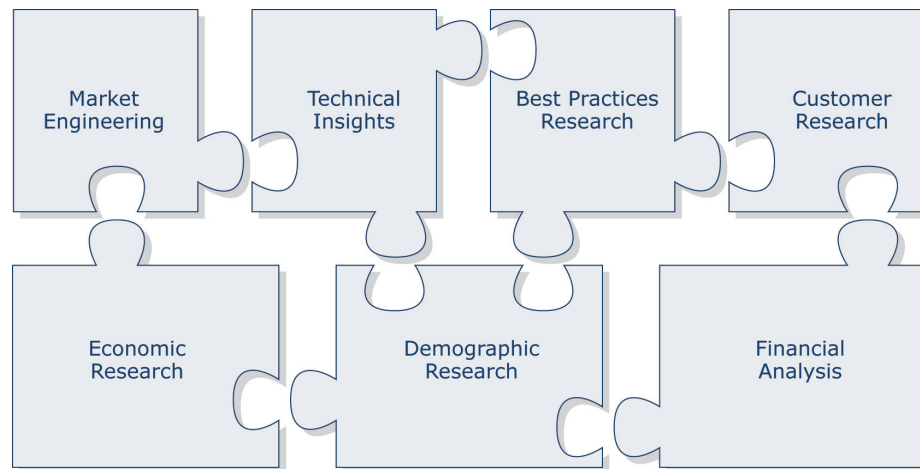 Market
Engineering
Technical
Insights
Best Practices
Research
Customer
Research
Economic
Research
Demographic
Research
Financial
Analysis